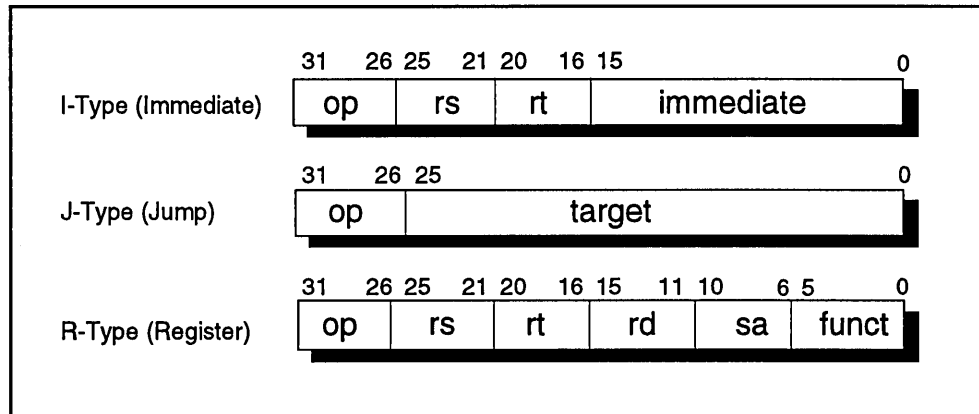 31 26 25 21 20 16 15 0
I-Type (Immediate) op rs rt immediate
31 26 25 0
J-Type (Jump) op target
31 26 25 21 20 16 15 11 10 6 5 0
R-Type (Register) op rs rt rd sa funct